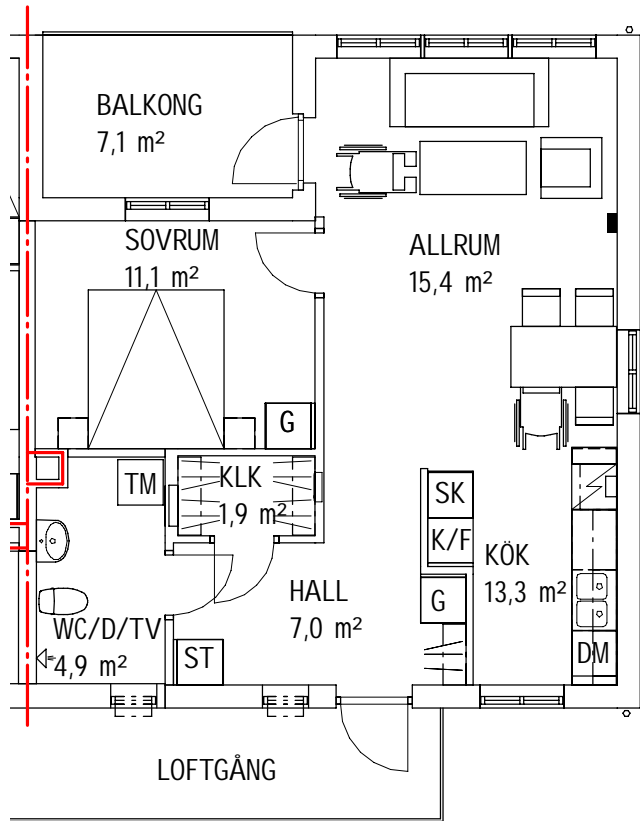 BALKONG
7,1 m²
SOVRUM
11,1 m²
ALLRUM
15,4 m²
G
TM
KLK
1,9 m²
SK
K/F
KÖK
13,3 m²
HALL
7,0 m²
G
WC/D/TV
4,9 m²
ST
DM
LOFTGÅNG